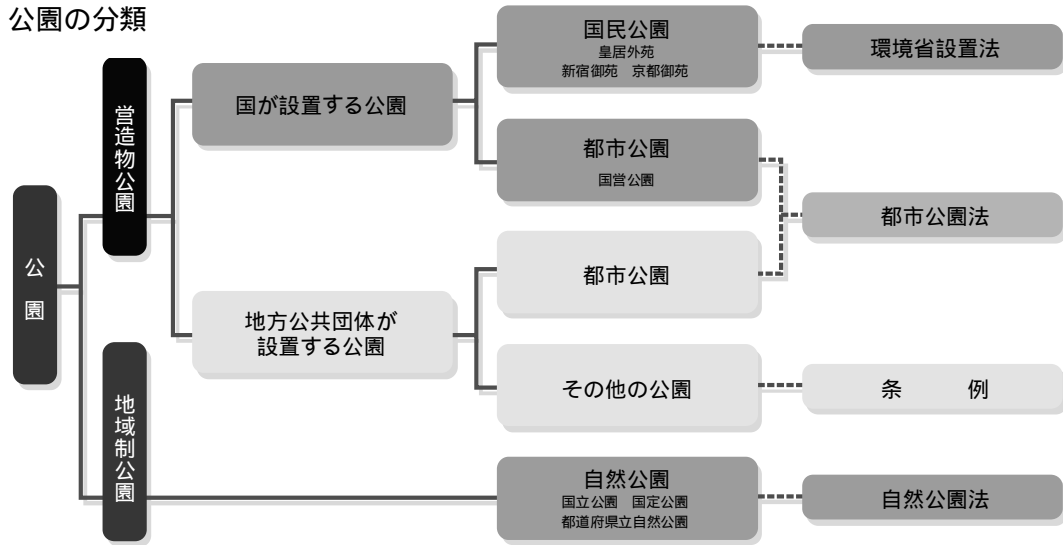 公園の分類
公園
営造物公園
国が設置する公園
国民公園
皇居外苑
新宿御苑　京都御苑
環境省設置法
都市公園
国営公園
都市公園法
地方公共団体が
設置する公園
都市公園
その他の公園
条　例
地域制公園
自然公園
国立公園　国定公園
都道府県立自然公園
自然公園法